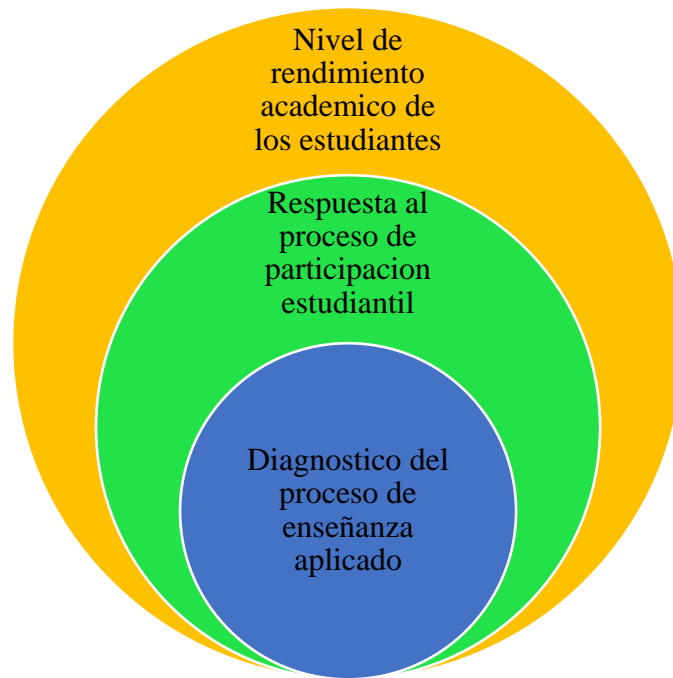 Nivel de
rendimiento
academico de
los estudiantes
Respuesta al
proceso de
participacion
estudiantil
Diagnostico del
proceso de
enseñanza
aplicado